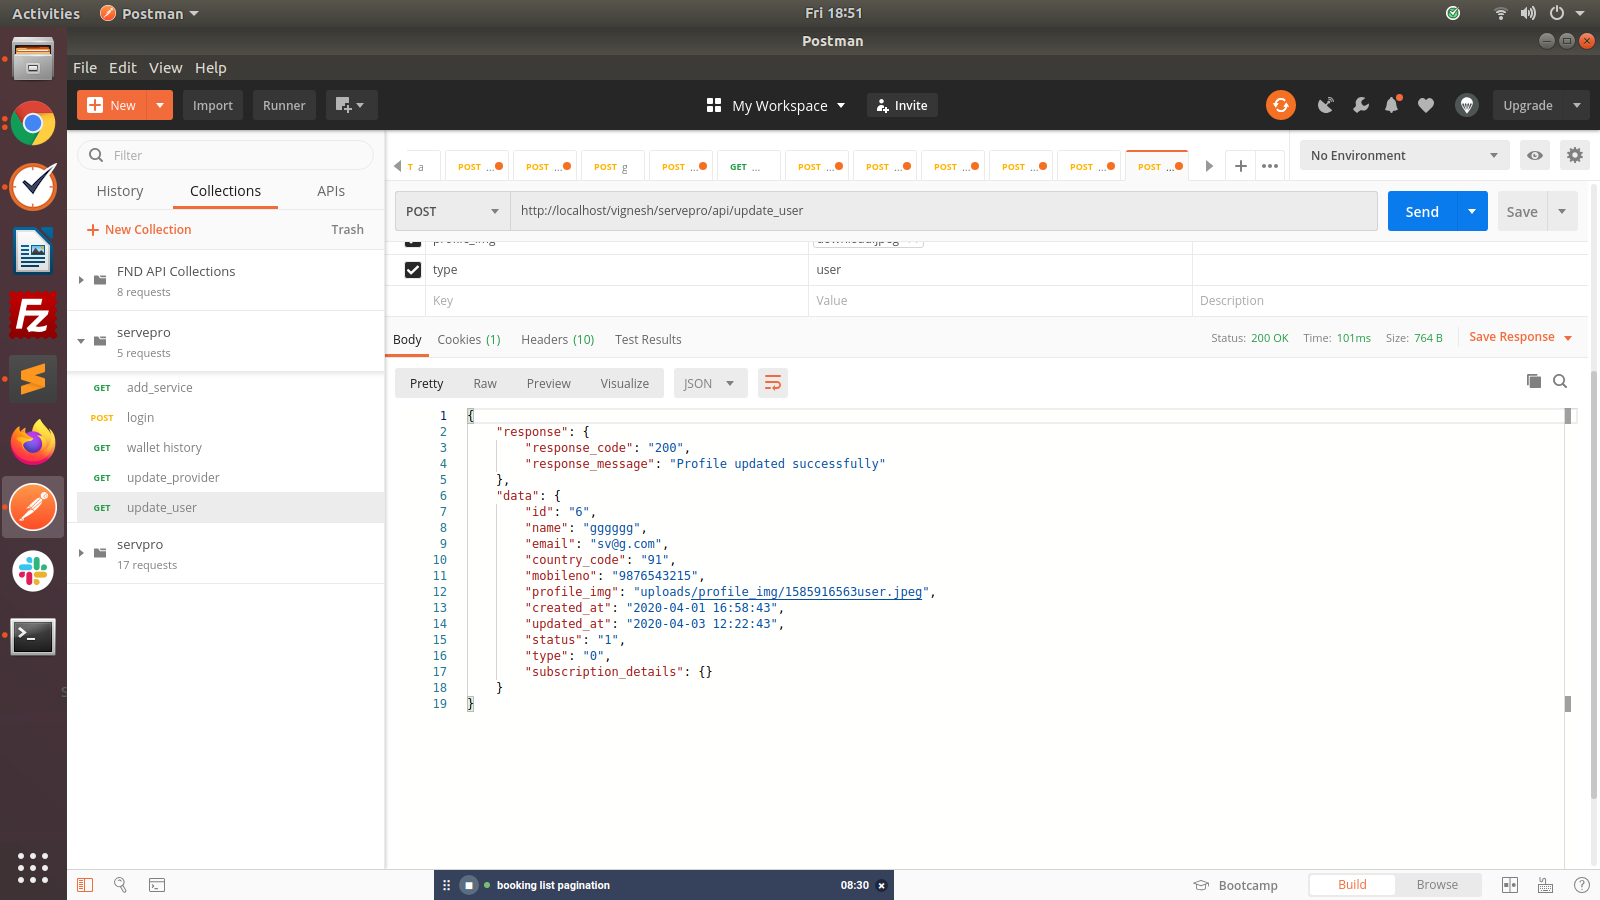 Activities Postman Fri 18:51
Postman
File Edit View Help
New Import Runner My Workspace Invite Upgrade
Filter
History Collections APIs
New Collection Trash
FND API Collections
8 requests
servepro
5 requests
GET add_service
POST login
GET wallet history
GET update_provider
GET update_user
servpro
17 requests
T a POST ... POST ... POST g POST ... GET ... POST ... POST ... POST ... POST ... POST ... POST ... No Environment
POST http://localhost/vignesh/servepro/api/update_user Send Save
profile_img download.jpeg
type user
Key Value Description
Body Cookies (1) Headers (10) Test Results Status: 200 OK Time: 101ms Size: 764 B Save Response
Pretty Raw Preview Visualize JSON
1 {
2 "response": {
3 "response_code": "200",
4 "response_message": "Profile updated successfully"
5 },
6 "data": {
7 "id": "6",
8 "name": "gggggg",
9 "email": "sv@g.com",
10 "country_code": "91",
11 "mobileno": "9876543215",
12 "profile_img": "uploads/profile_img/1585916563user.jpeg",
13 "created_at": "2020-04-01 16:58:43",
14 "updated_at": "2020-04-03 12:22:43",
15 "status": "1",
16 "type": "0",
17 "subscription_details": {}
18 }
19 }
booking list pagination 08:30 Bootcamp Build Browse